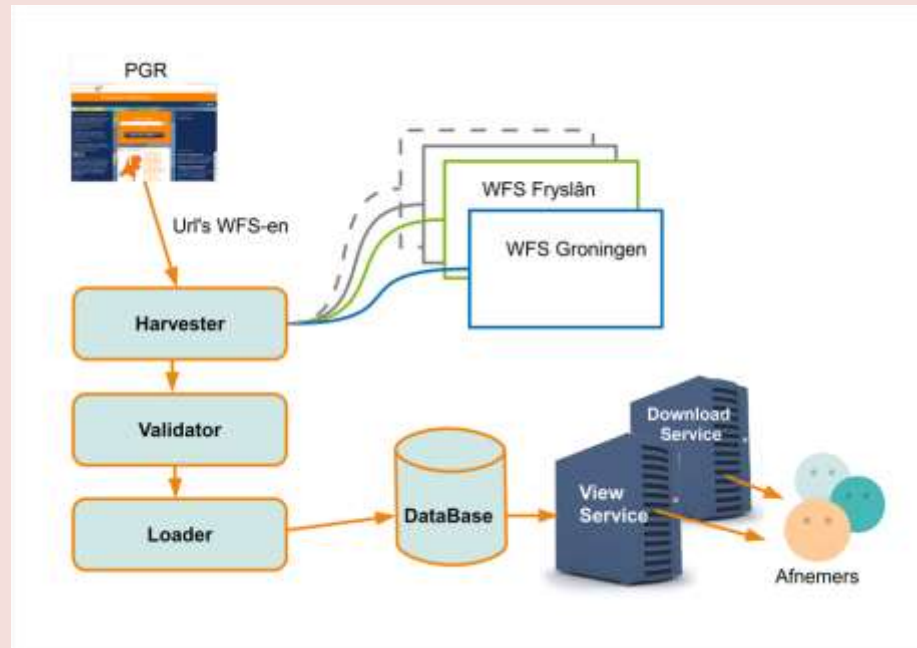 PGR
Url's WFS-en
WFS Fryslân
WFS Groningen
Harvester
Validator
Loader
DataBase
View
Service
Download
Service
Afnemers